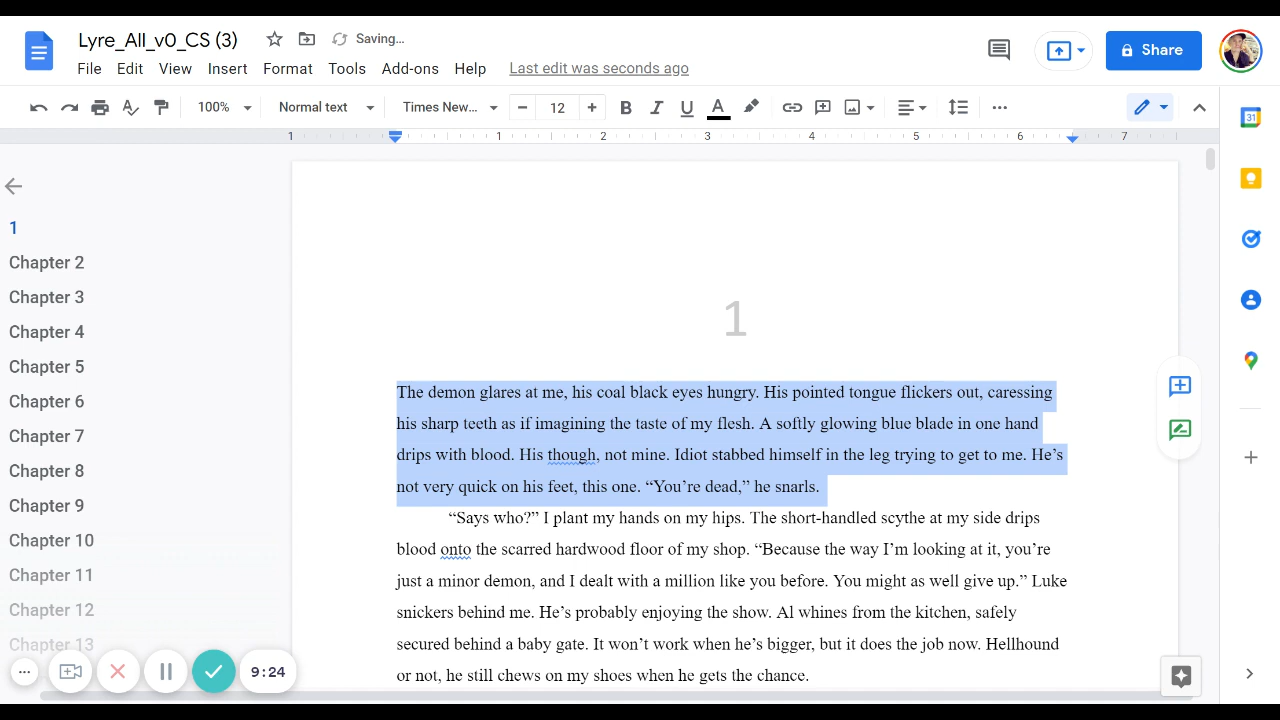 Lyre_All_v0_CS (3)
Saving...
File Edit View Insert Format Tools Add-ons Help Last edit was seconds ago
Share
100% Normal text Times New... 12 B I U A
1 1 2 3 4 5 6 7
31
1
Chapter 2
Chapter 3
Chapter 4
Chapter 5
Chapter 6
Chapter 7
Chapter 8
Chapter 9
Chapter 10
Chapter 11
Chapter 12
Chapter 13
9:24
1
The demon glares at me, his coal black eyes hungry. His pointed tongue flickers out, caressing
his sharp teeth as if imagining the taste of my flesh. A softly glowing blue blade in one hand
drips with blood. His though, not mine. Idiot stabbed himself in the leg trying to get to me. He’s
not very quick on his feet, this one. “You’re dead,” he snarls.
“Says who?” I plant my hands on my hips. The short-handled scythe at my side drips
blood onto the scarred hardwood floor of my shop. “Because the way I’m looking at it, you’re
just a minor demon, and I dealt with a million like you before. You might as well give up.” Luke
snickers behind me. He’s probably enjoying the show. Al whines from the kitchen, safely
secured behind a baby gate. It won’t work when he’s bigger, but it does the job now. Hellhound
or not, he still chews on my shoes when he gets the chance.